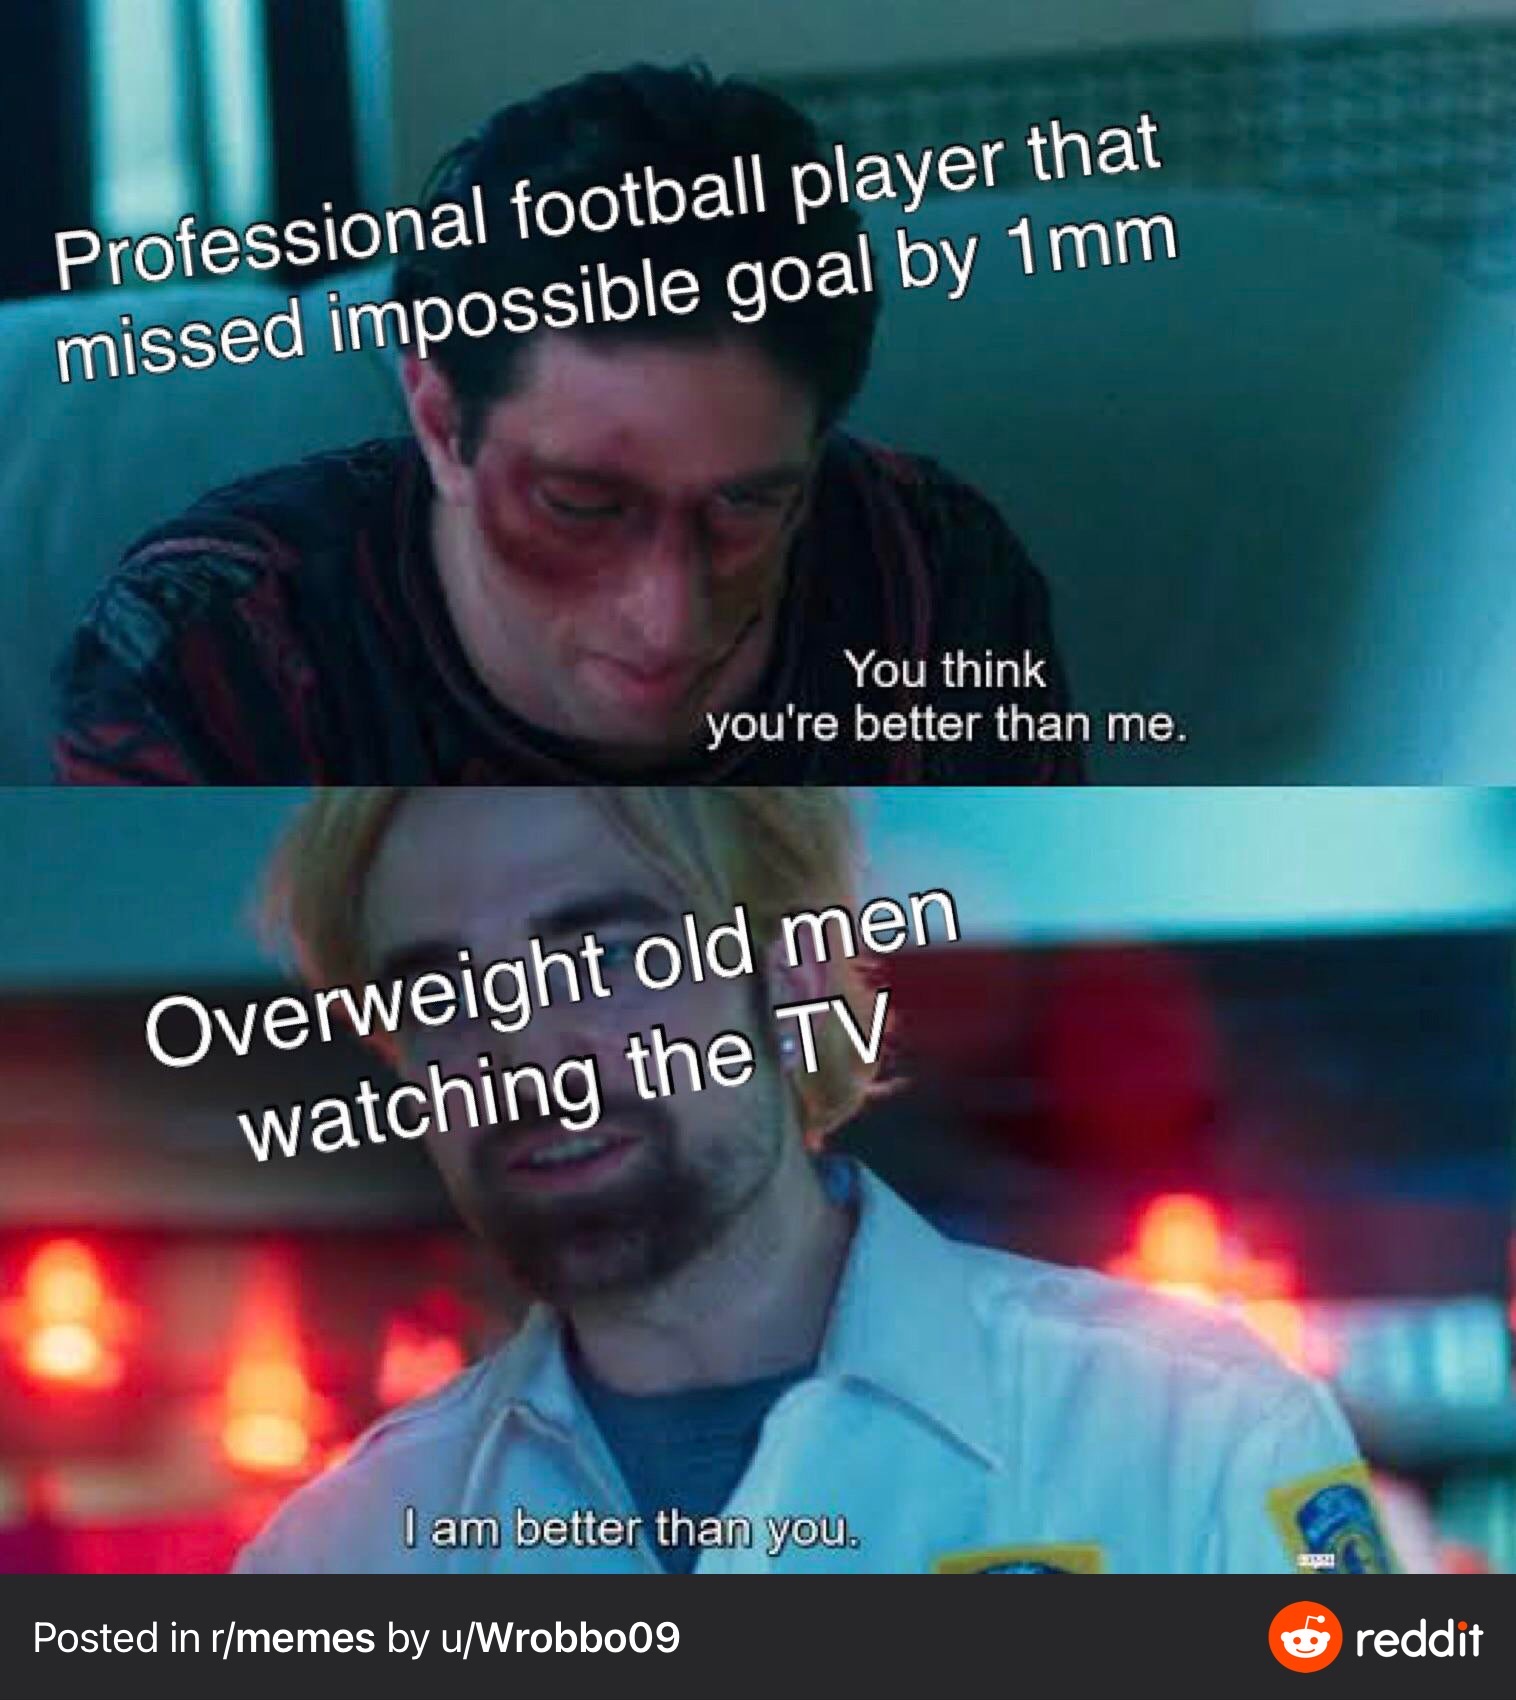 Professional football player that
missed impossible goal by 1mm
You think
you're better than me.
Overweight old men
watching the TV
I am better than you.
Posted in r/memes by u/Wrobbo09
reddit